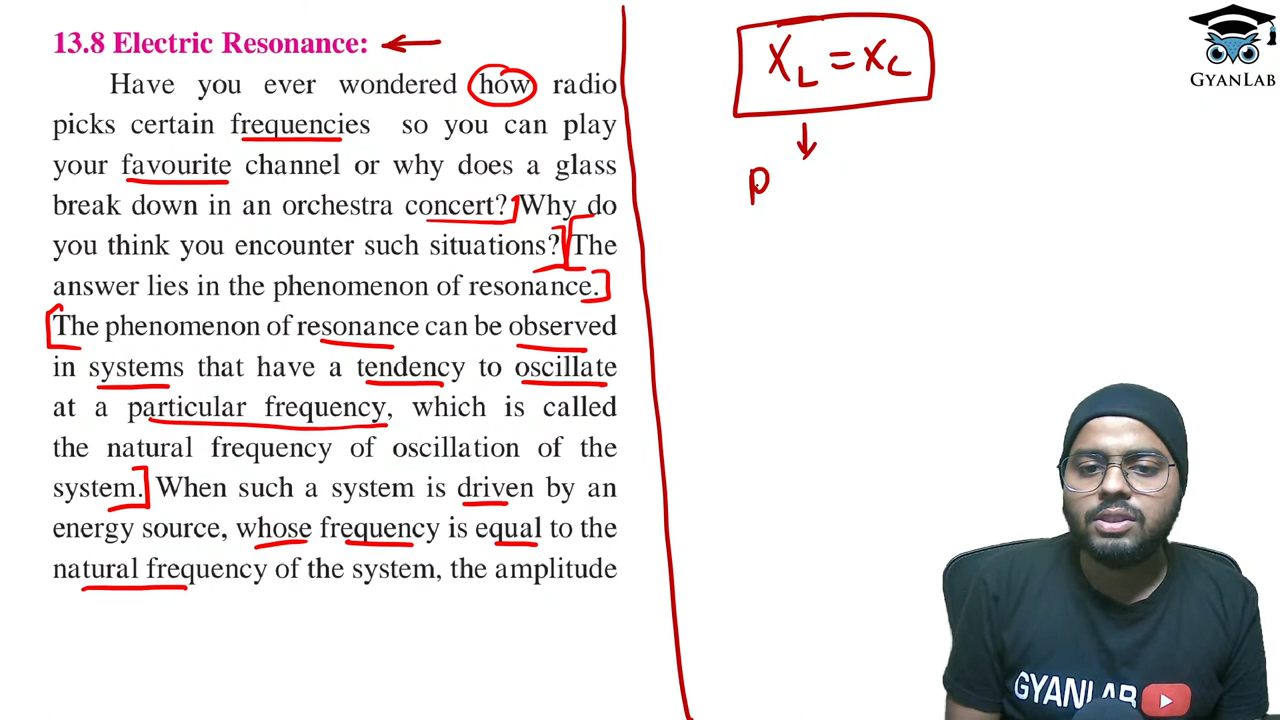 13.8 Electric Resonance:
Have you ever wondered how radio
picks certain frequencies so you can play
your favourite channel or why does a glass
break down in an orchestra concert? Why do
you think you encounter such situations? The
answer lies in the phenomenon of resonance.
The phenomenon of resonance can be observed
in systems that have a tendency to oscillate
at a particular frequency, which is called
the natural frequency of oscillation of the
system. When such a system is driven by an
energy source, whose frequency is equal to the
natural frequency of the system, the amplitude
X_L = X_C
P
GYANLAB
GYANLAB